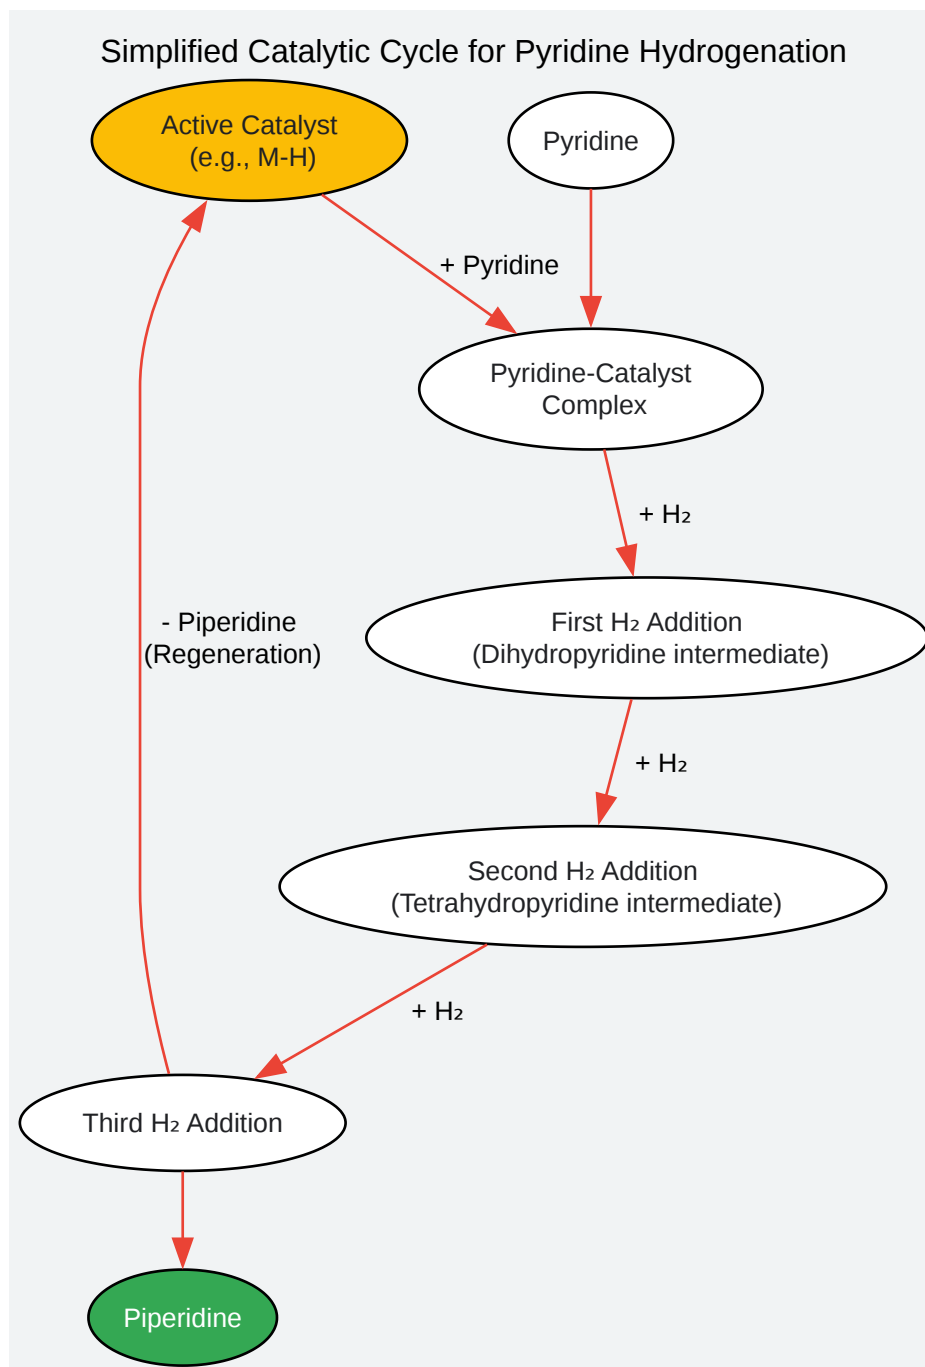 Simplified Catalytic Cycle for Pyridine Hydrogenation
Active Catalyst
(e.g., M-H)
Pyridine
+ Pyridine
Pyridine-Catalyst
Complex
+ H₂
First H₂ Addition
(Dihydropyridine intermediate)
- Piperidine
(Regeneration)
+ H₂
Second H₂ Addition
(Tetrahydropyridine intermediate)
+ H₂
Third H₂ Addition
Piperidine